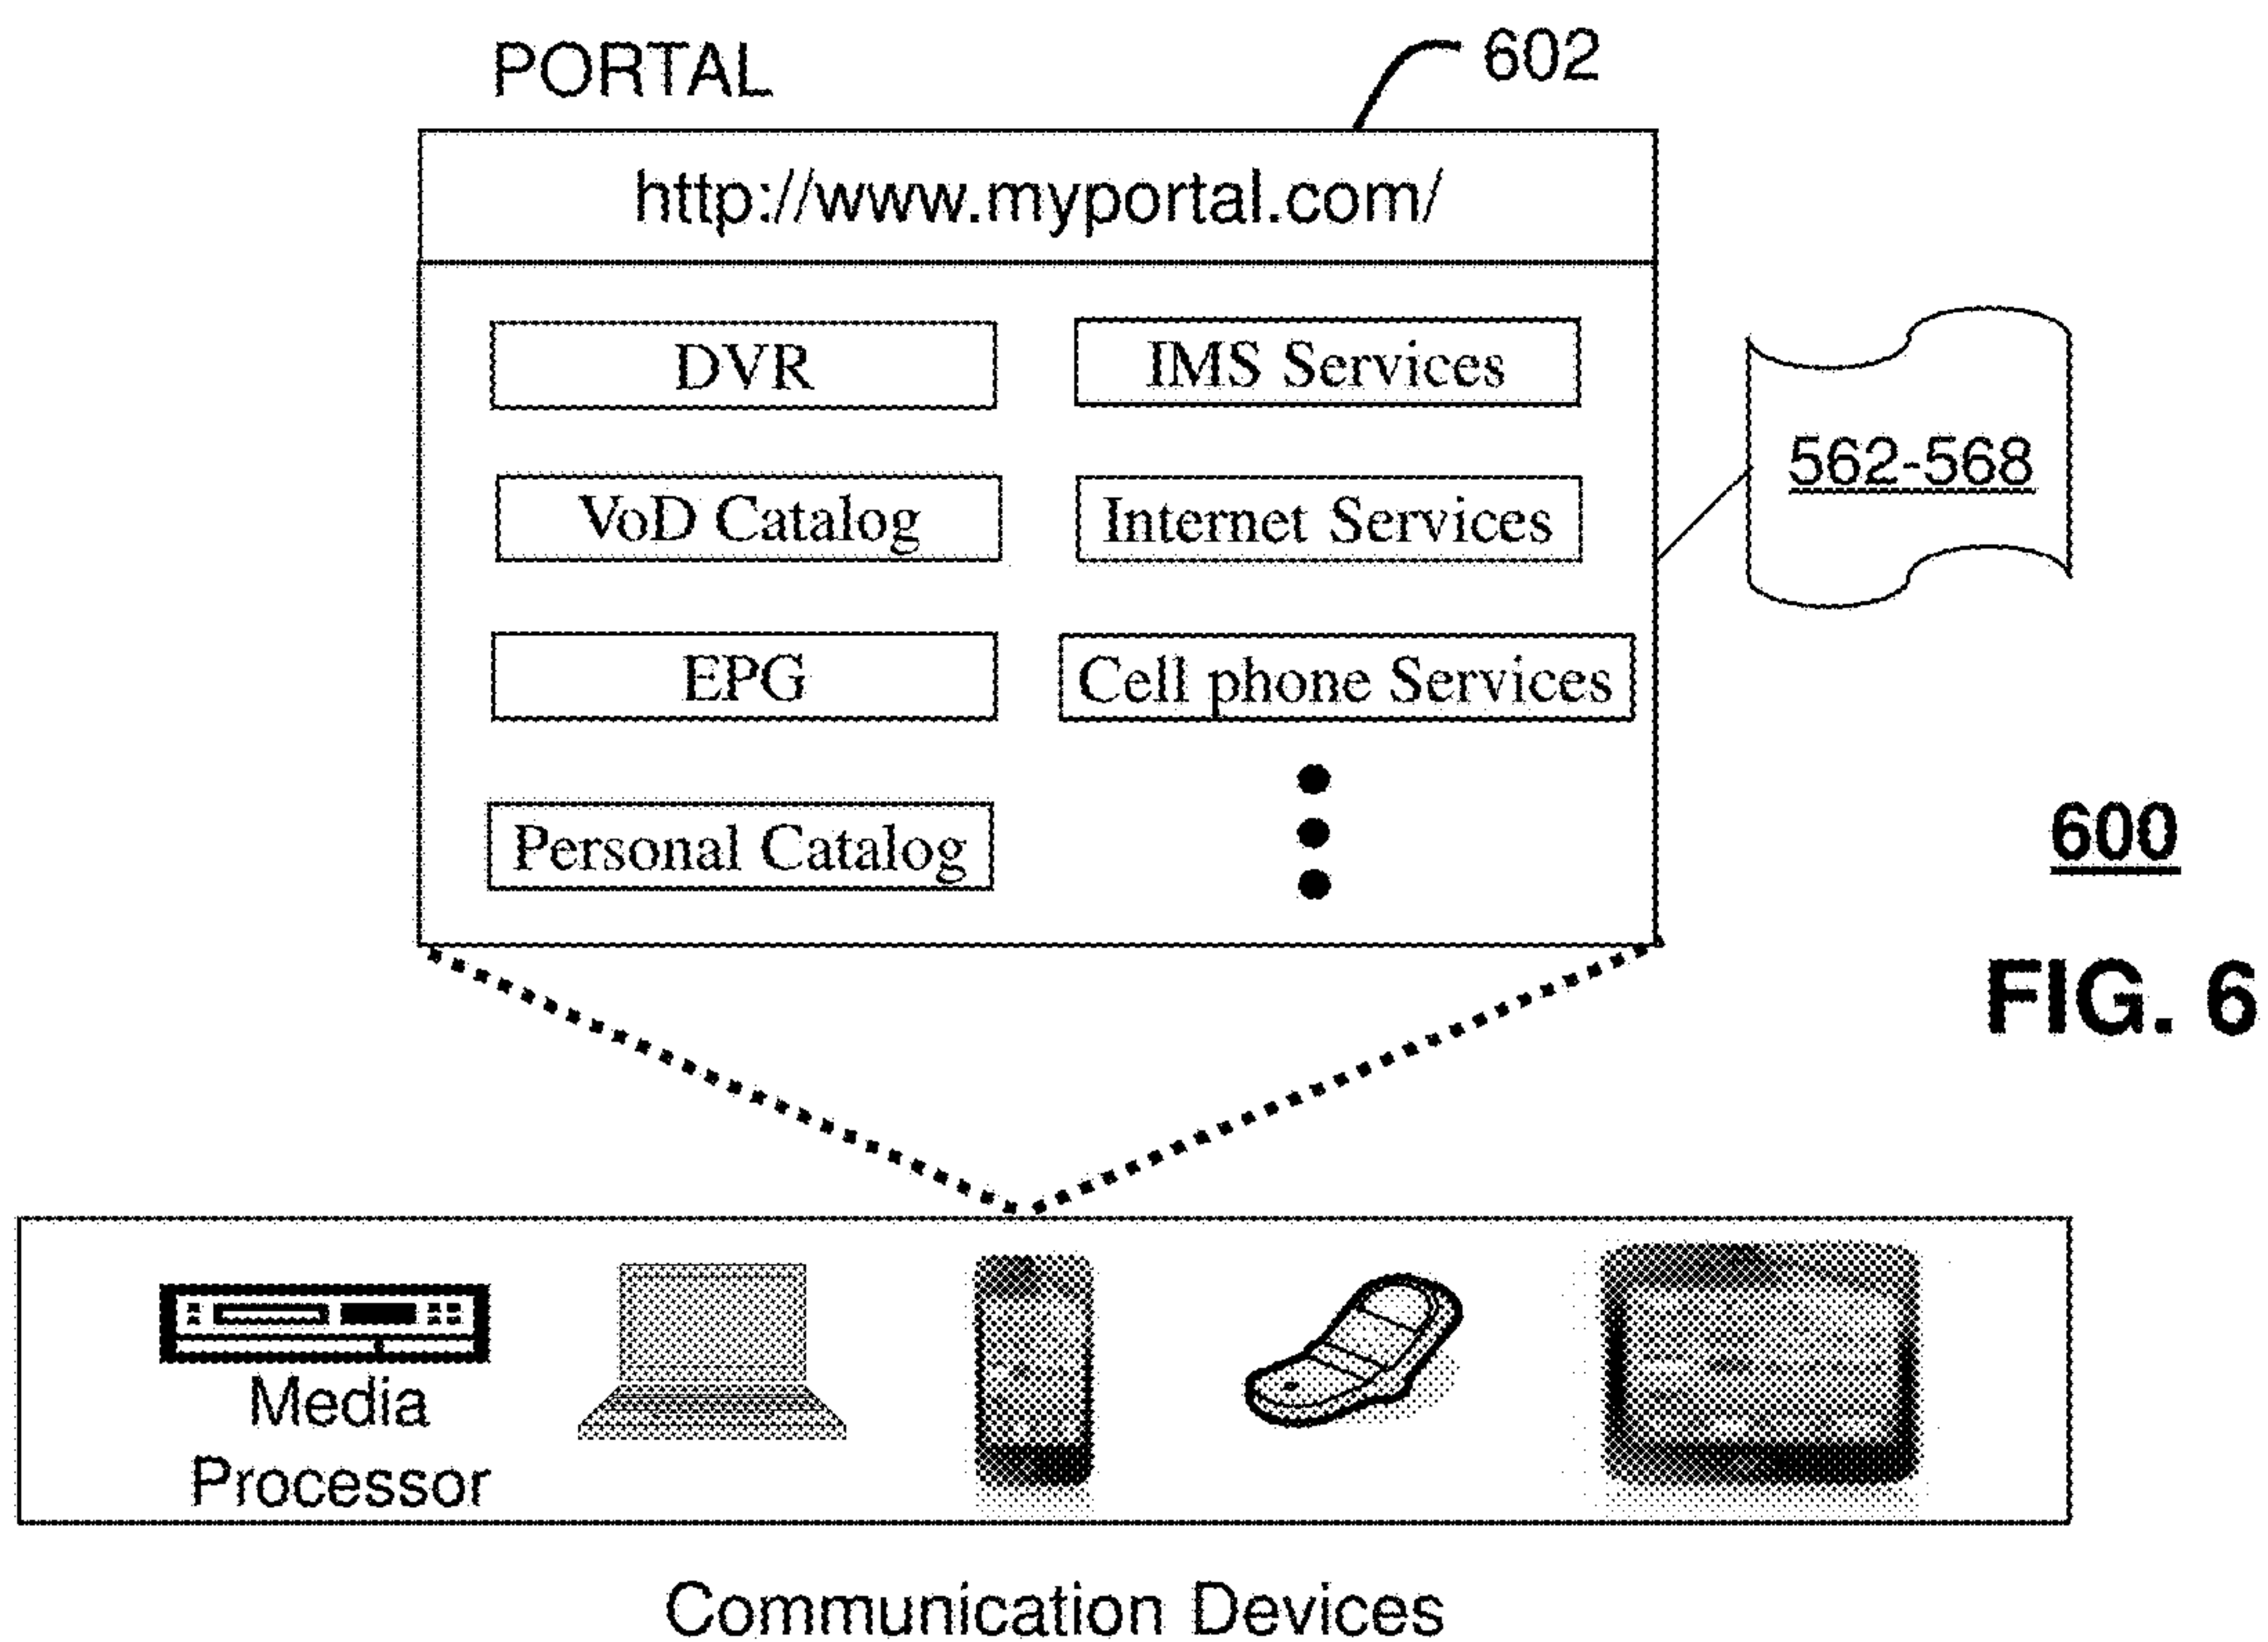 PORTAL
602
http://www.myportal.com/
DVR
IMS Services
562-568
VoD Catalog
Internet Services
EPG
Cell phone Services
Personal Catalog
600
FIG. 6
Media
Processor
Communication Devices